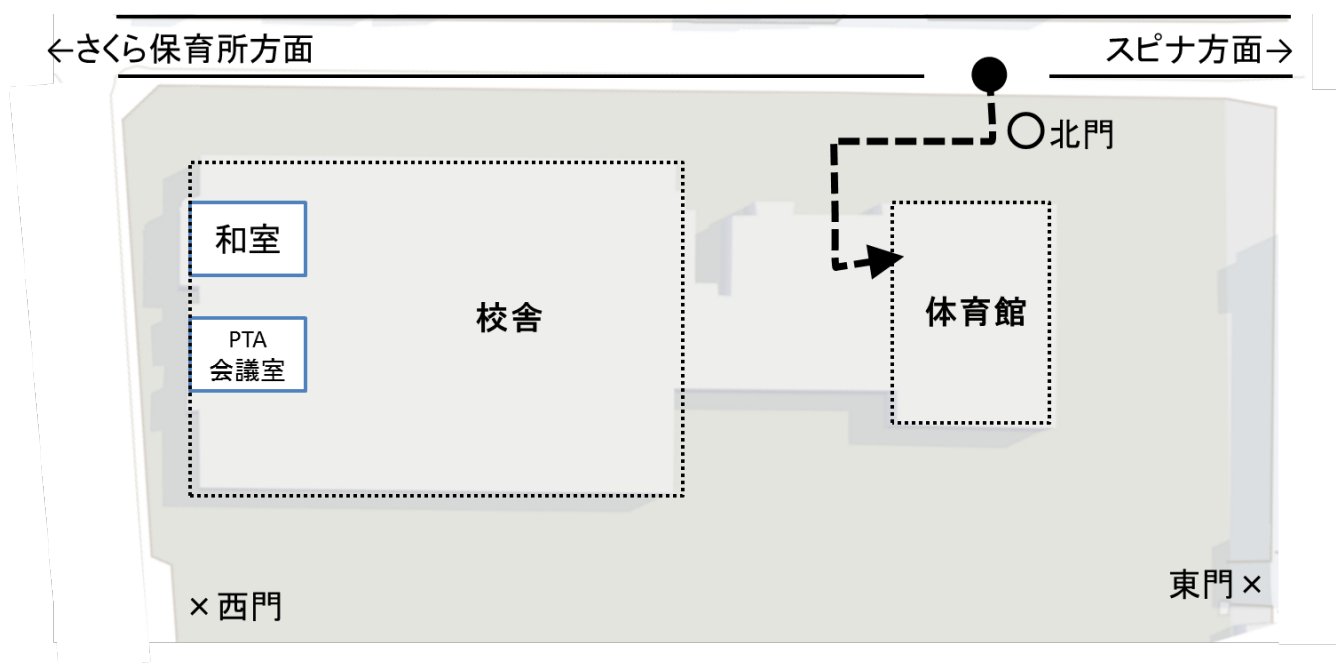 ←さくら保育所方面
スピナ方面→
○北門
和室
校舎
体育館
PTA
会議室
東門×
×西門